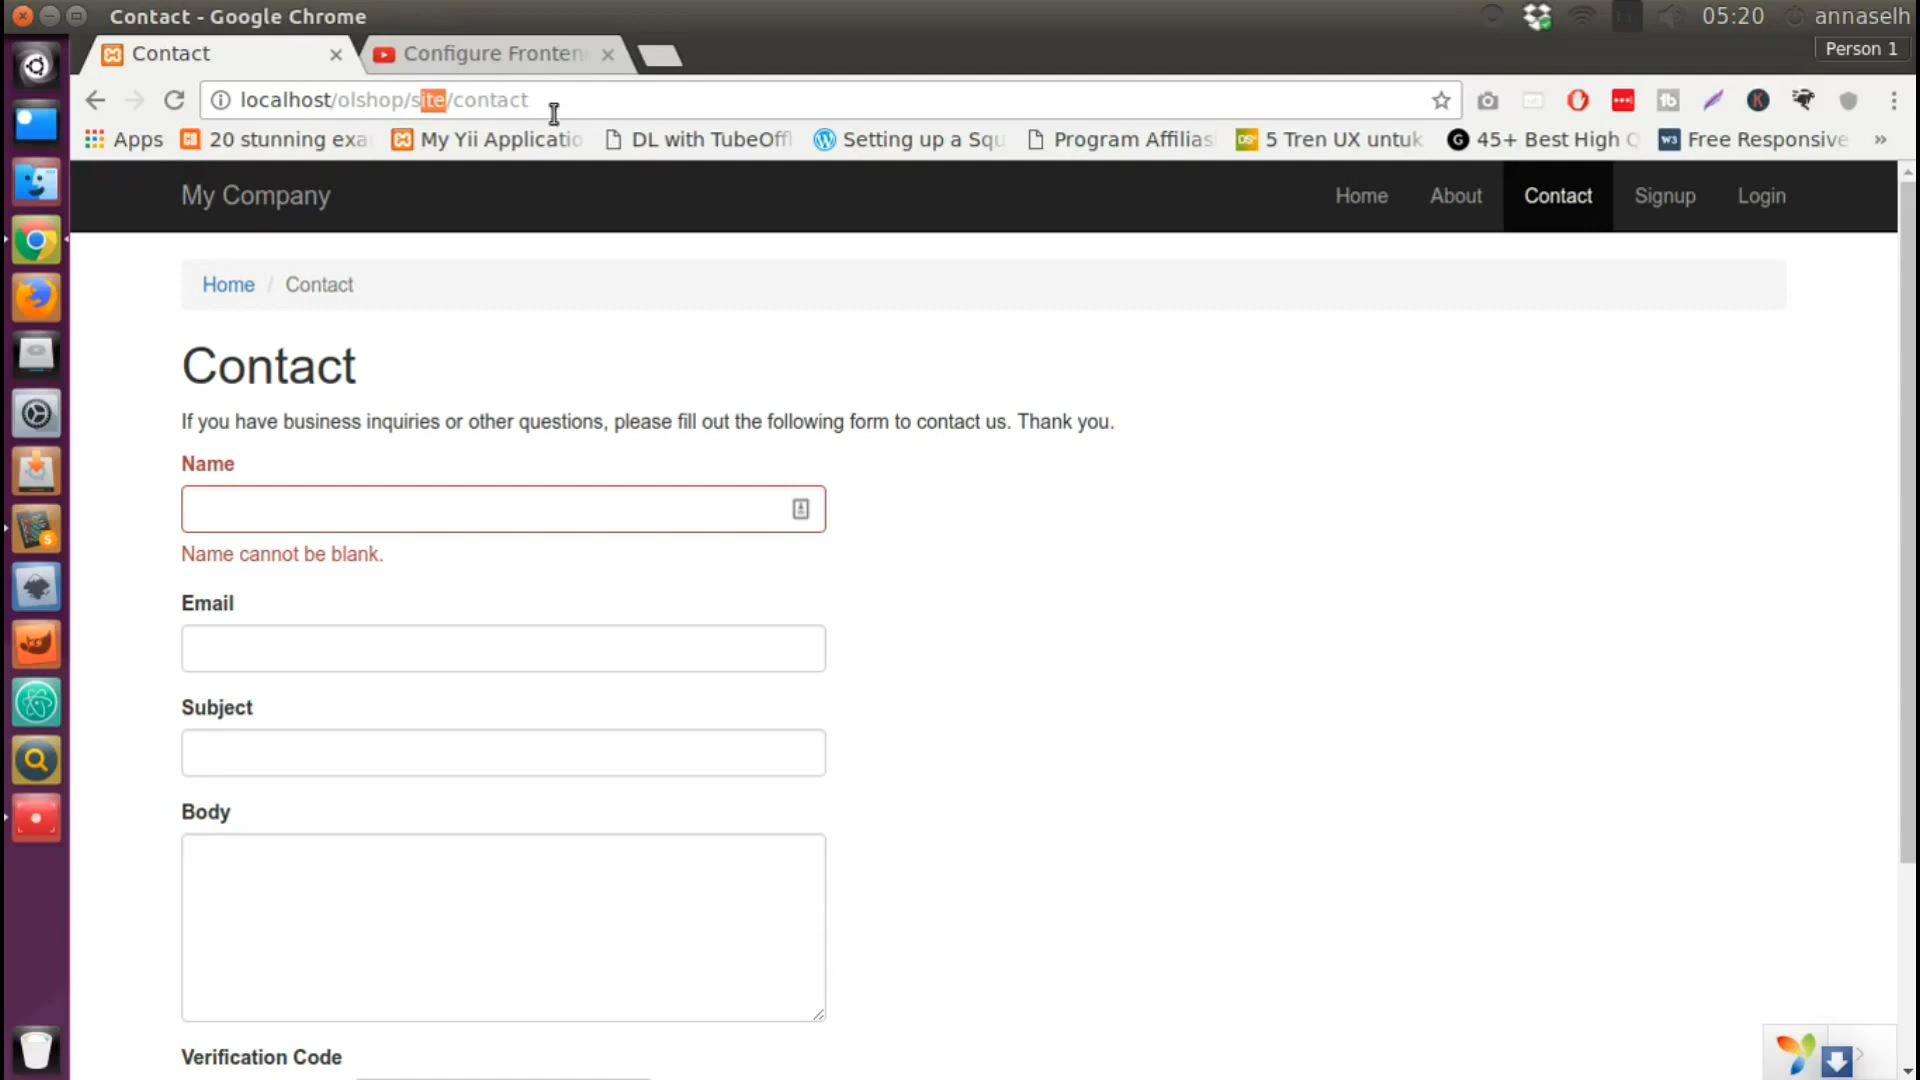 Contact - Google Chrome
05:20
annaselh
Contact
Configure Fronten
Person 1
localhost/olshop/site/contact
Apps
20 stunning exa
My Yii Applicatio
DL with TubeOffl
Setting up a Squ
Program Affilias
5 Tren UX untuk
45+ Best High Q
Free Responsive
»
My Company
Home
About
Contact
Signup
Login
Home / Contact
Contact
If you have business inquiries or other questions, please fill out the following form to contact us. Thank you.
Name
Name cannot be blank.
Email
Subject
Body
Verification Code